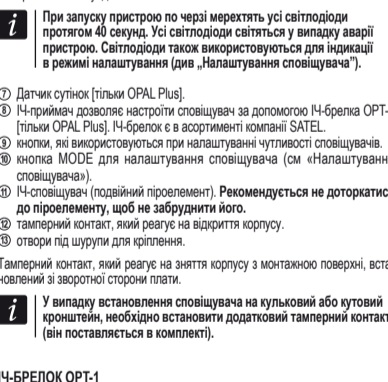 При запуску пристрою по черзі мерехтять усі світлодіоди
протягом 40 секунд. Усі світлодіоди світяться у випадку аварії
пристрою. Світлодіоди також використовуються для індикації
в режимі налаштування (див „Налаштування сповіщувача”).
⑦ Датчик сутінок [тільки OPAL Plus].
⑧ ІЧ-приймач дозволяє настроїти сповіщувач за допомогою ІЧ-брелка OPT-
[тільки OPAL Plus]. ІЧ-брелок є в асортименті компанії SATEL.
⑨ кнопки, які використовуються при налаштуванні чутливості сповіщувачів.
⑩ кнопка MODE для налаштування сповіщувача (см «Налаштуванн
сповіщувача»).
⑪ ІЧ-сповіщувач (подвійний піроелемент). Рекомендується не доторкатис
до піроелементу, щоб не забруднити його.
⑫ тамперний контакт, який реагує на відкриття корпусу.
⑬ отвори під шурупи для кріплення.
Тамперний контакт, який реагує на зняття корпусу з монтажною поверхні, вста
новлений зі зворотної сторони плати.
У випадку встановлення сповіщувача на кульковий або кутовий
кронштейн, необхідно встановити додатковий тамперний контакт
(він поставляється в комплекті).
ІЧ-БРЕЛОК OPT-1